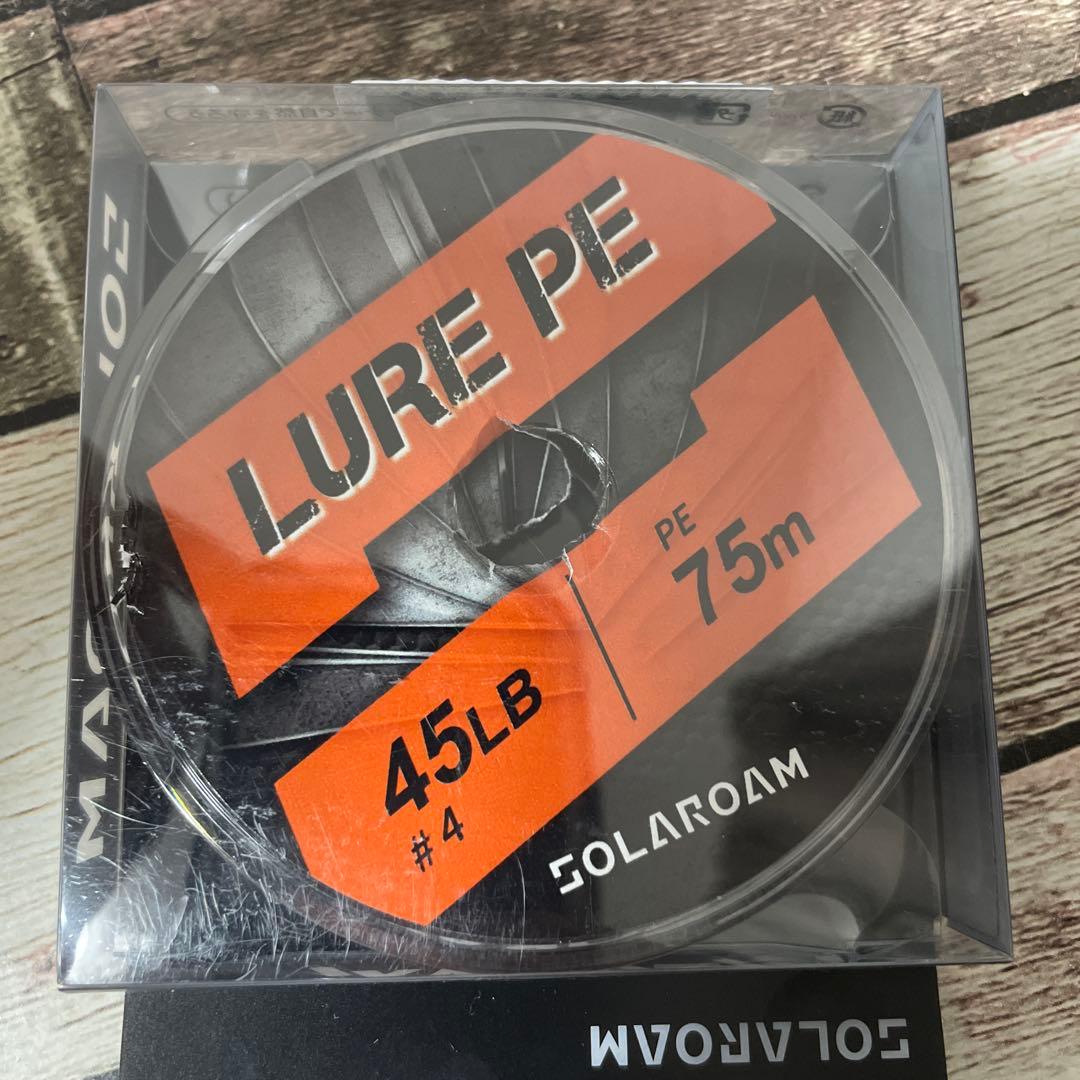 LURE PE
PE
75m
45LB
#4
SOLAROAM
SOLAROAM